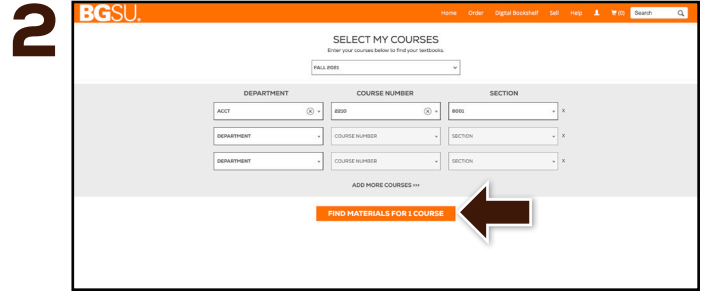 2
BGSU. Home Order Digital Bookshelf Sell Help (0) Search
SELECT MY COURSES
Enter your courses below to find your textbooks.
FALL 2021
DEPARTMENT COURSE NUMBER SECTION
ACCT 2210 8001 X
DEPARTMENT COURSE NUMBER SECTION X
DEPARTMENT COURSE NUMBER SECTION X
ADD MORE COURSES >>>
FIND MATERIALS FOR 1 COURSE